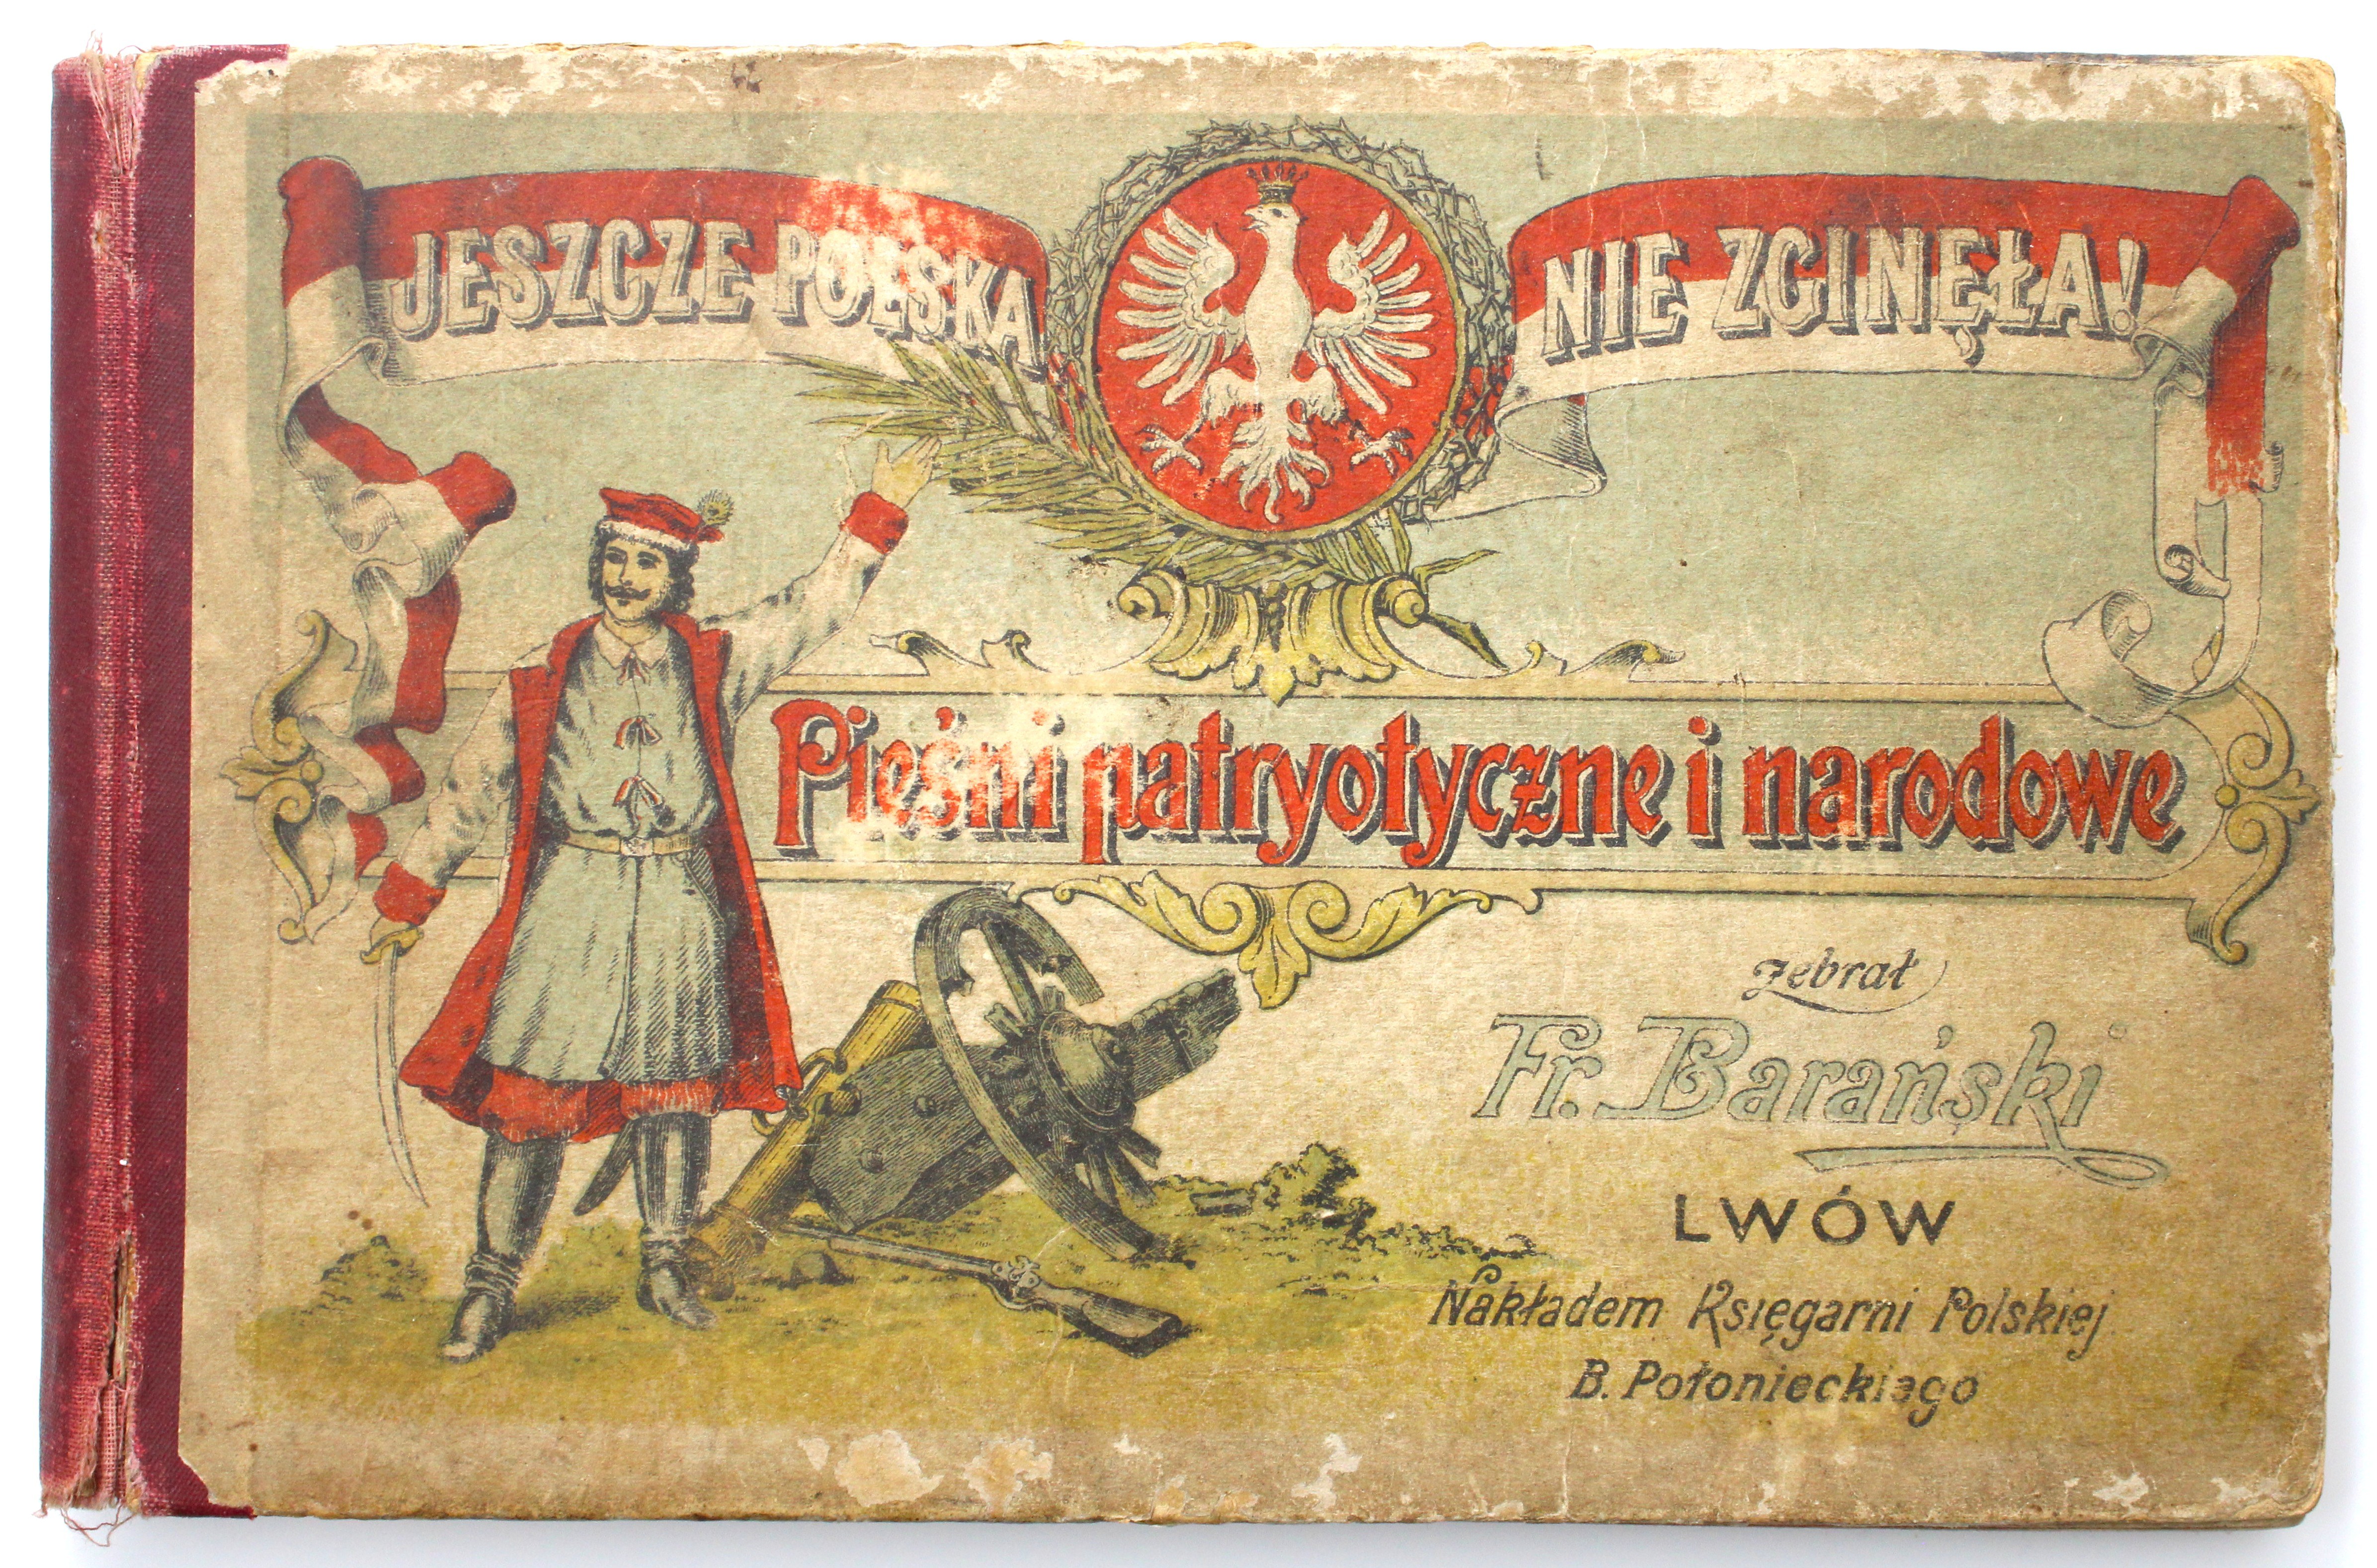 JESZCZE POLSKA NIE ZGINĘŁA!
Pieśni patryotyczne i narodowe
zebrał
Fr. Barański
LWÓW
Nakładem Księgarni Polskiej
B. Połonieckiego